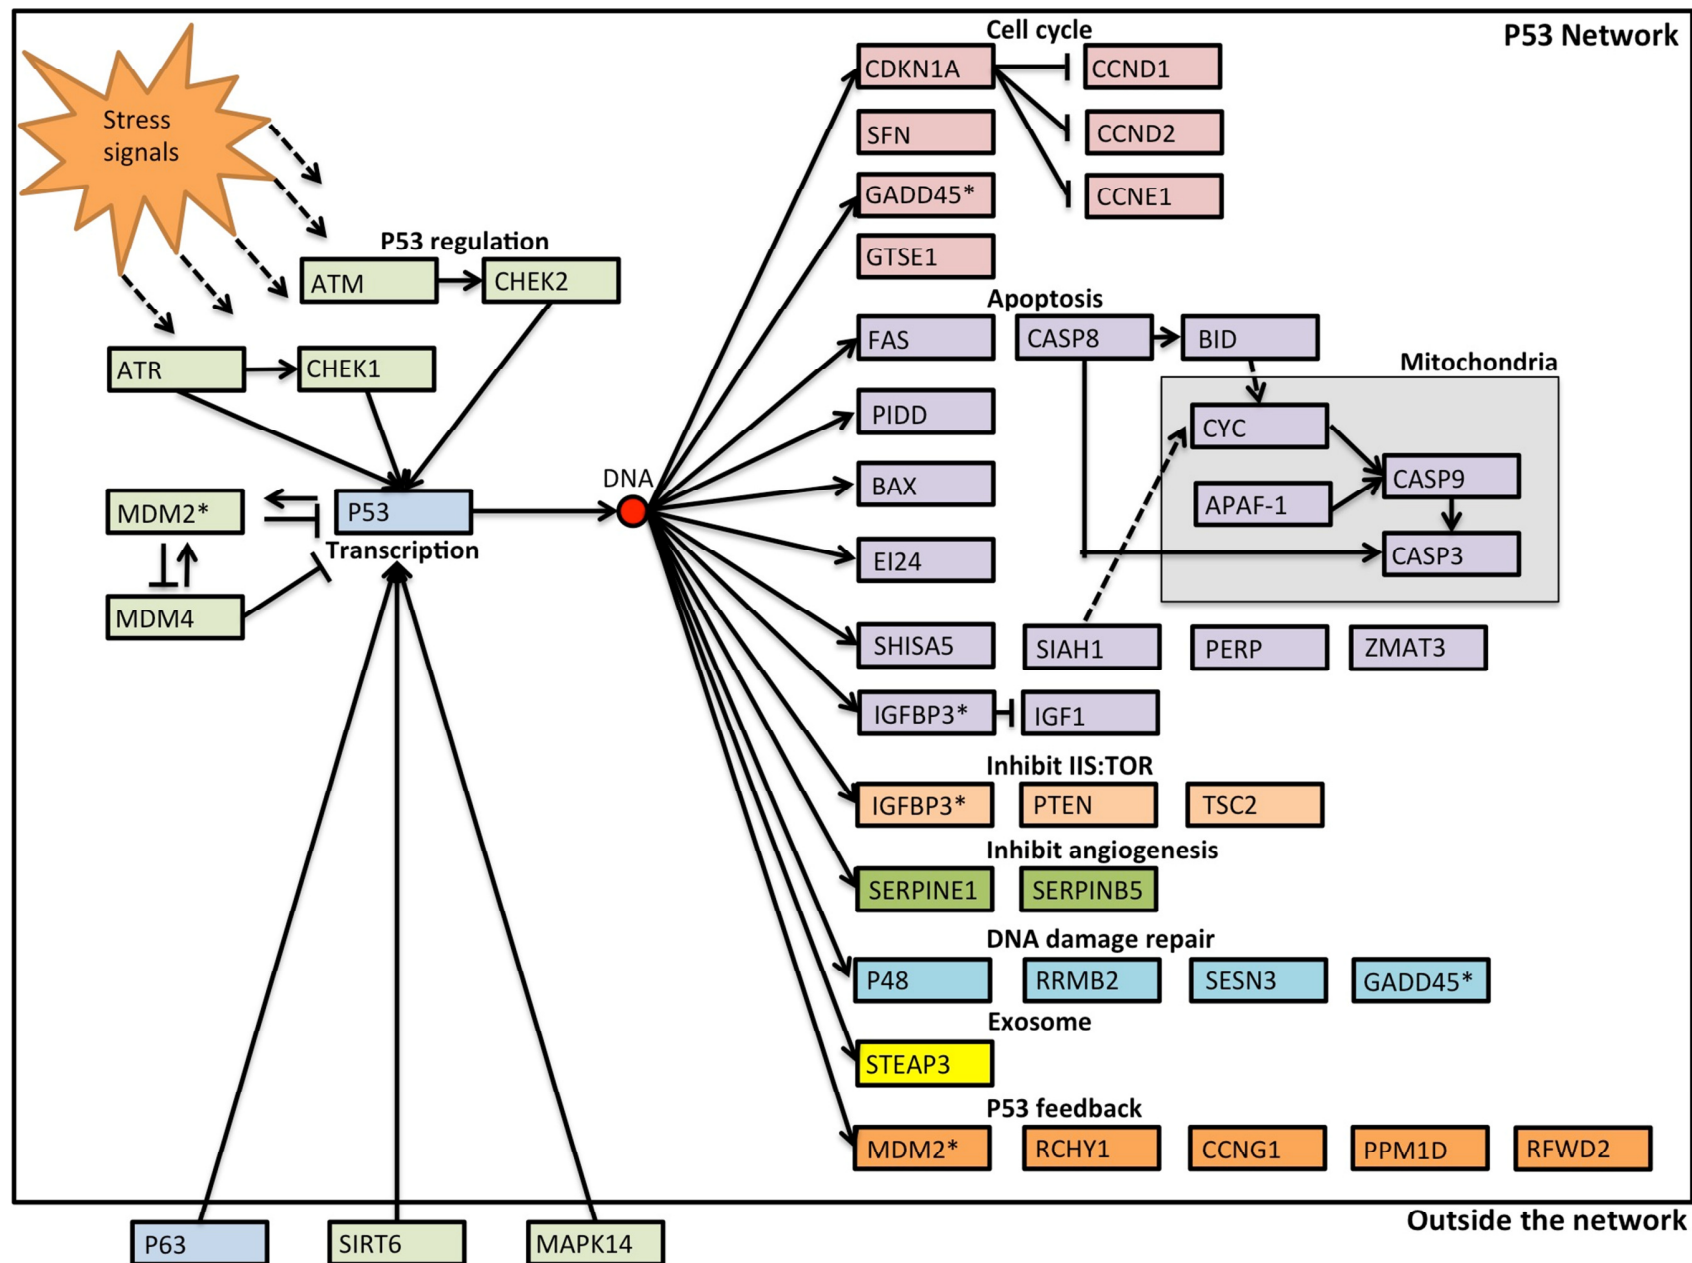 P53 Network
Stress
signals
P53 regulation
ATM
CHEK2
ATR
CHEK1
MDM2*
P53
Transcription
MDM4
DNA
Cell cycle
CDKN1A
CCND1
SFN
CCND2
GADD45*
CCNE1
GTSE1
Apoptosis
FAS
CASP8
BID
Mitochondria
PIDD
CYC
BAX
CASP9
APAF-1
EI24
CASP3
SHISA5
SIAH1
PERP
ZMAT3
IGFBP3*
IGF1
Inhibit IIS:TOR
IGFBP3*
PTEN
TSC2
Inhibit angiogenesis
SERPINE1
SERPINB5
DNA damage repair
P48
RRMB2
SESN3
GADD45*
Exosome
STEAP3
P53 feedback
MDM2*
RCHY1
CCNG1
PPM1D
RFWD2
Outside the network
P63
SIRT6
MAPK14